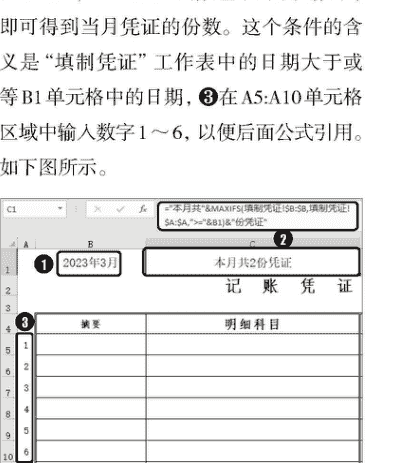 即可得到当月凭证的份数。这个条件的含
义是“填制凭证”工作表中的日期大于或
等B1单元格中的日期，❸在A5:A10单元格
区域中输入数字1～6，以便后面公式引用。
如下图所示。
C1 fx ="本月共"&MAXIFS(填制凭证!$B:$B,填制凭证!
$A:$A,">="&B1)&"份凭证"
❷
A B C
1 ❶ 2023年3月 本月共2份凭证
2 记 账 凭 证
3
4 ❸ 摘要 明细科目
5 1
6 2
7 3
8 4
9 5
10 6